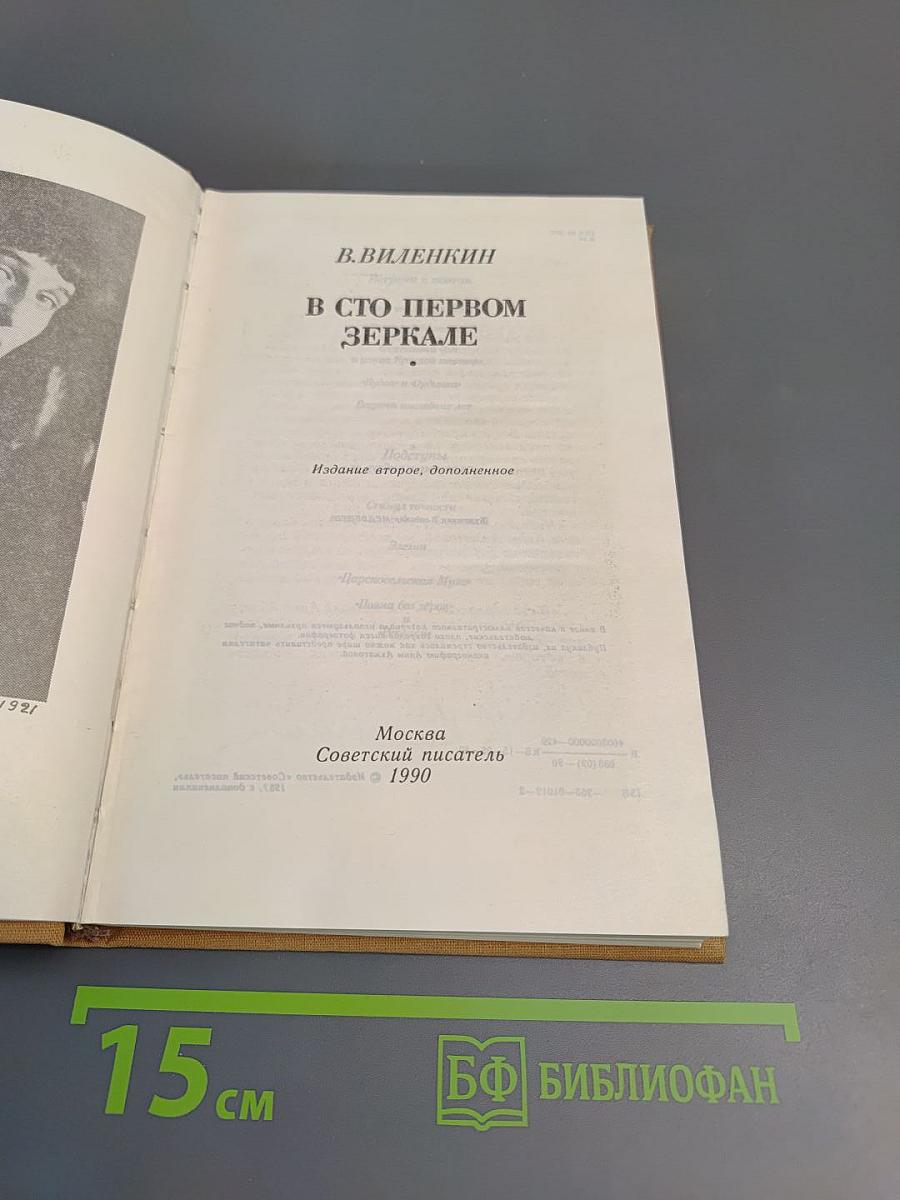 В. ВИЛЕНКИН
В СТО ПЕРВОМ
ЗЕРКАЛЕ
Издание второе, дополненное
Москва
Советский писатель
1990
1921
15 см
БФ БИБЛИОФАН